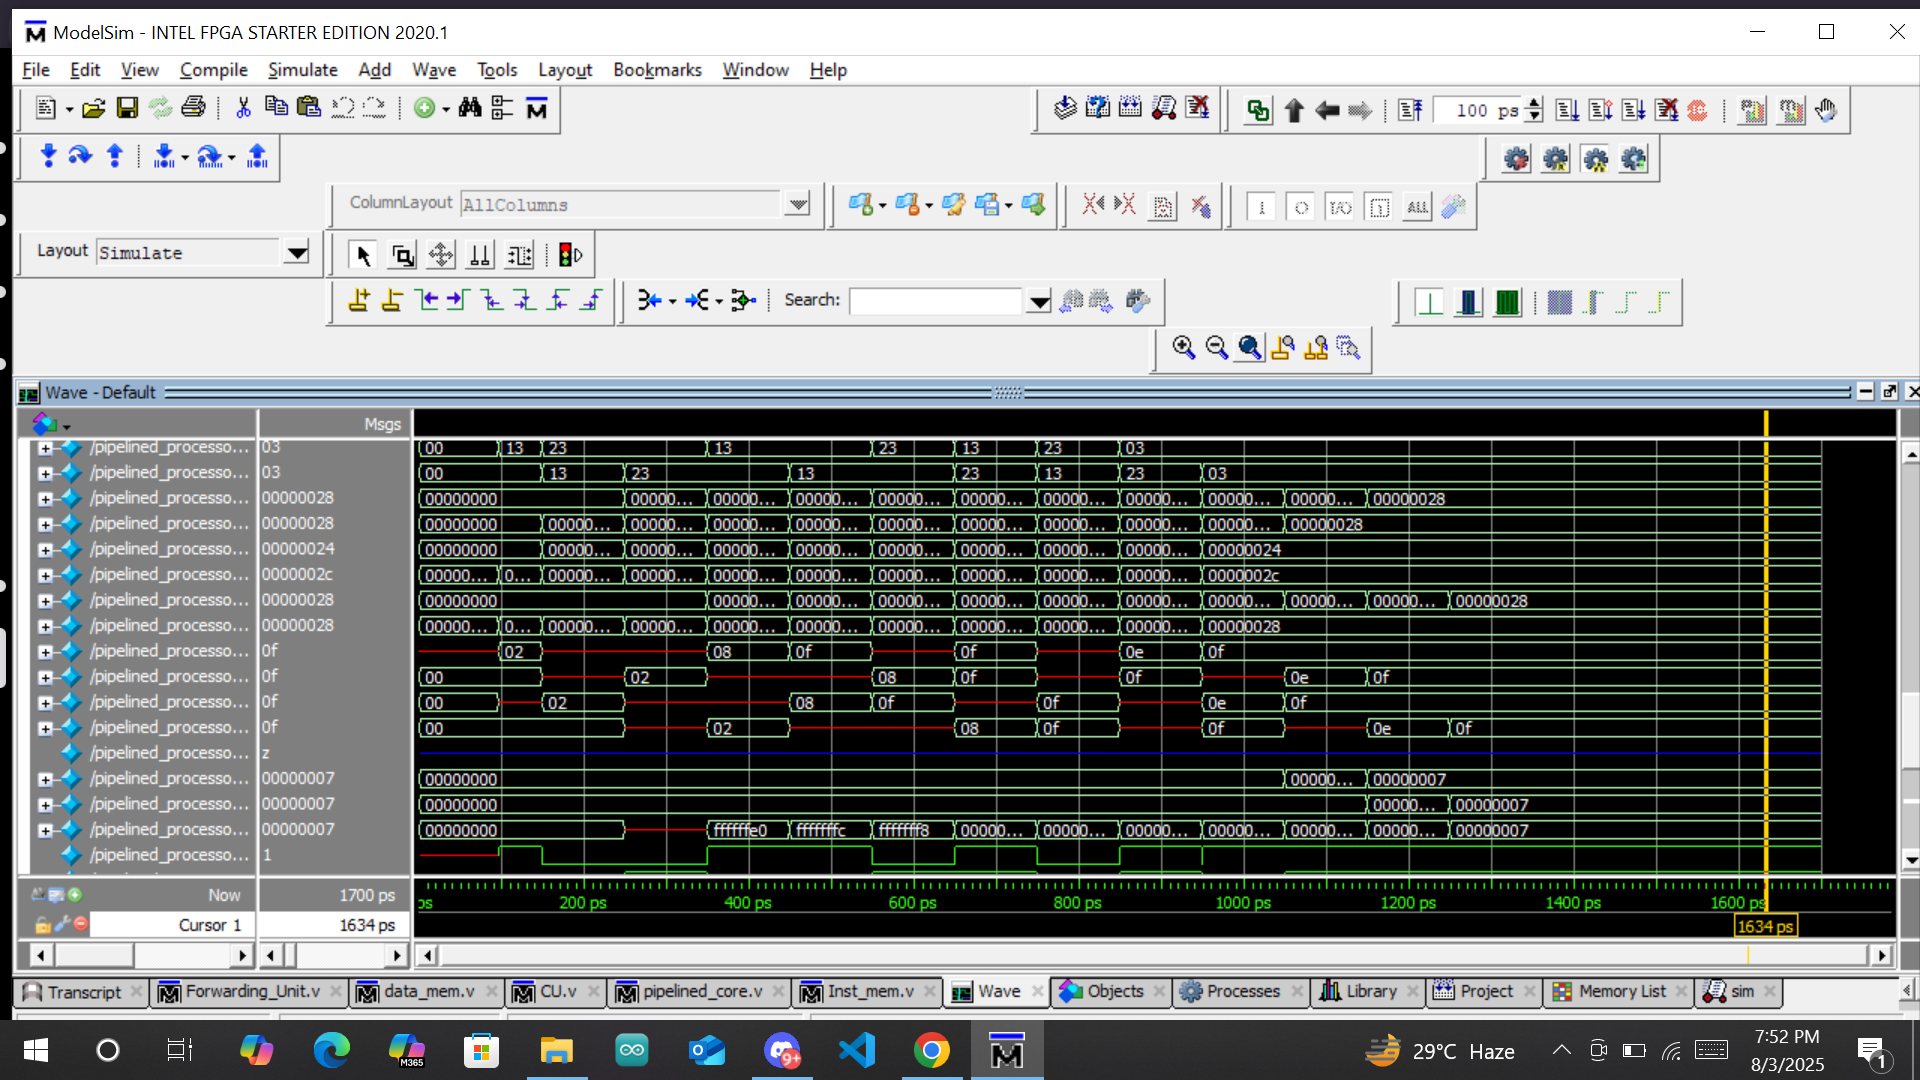 ModelSim - INTEL FPGA STARTER EDITION 2020.1
File Edit View Compile Simulate Add Wave Tools Layout Bookmarks Window Help
100 ps
ColumnLayout AllColumns
Layout Simulate
Search:
Wave - Default
Msgs
/pipelined_processo... 03 00 13 23 13 23 13 23 03
/pipelined_processo... 03 00 13 23 13 23 13 23 03
/pipelined_processo... 00000028 00000000 00000... 00000... 00000... 00000... 00000... 00000... 00000... 00000... 00000... 00000028
/pipelined_processo... 00000028 00000000 00000... 00000... 00000... 00000... 00000... 00000... 00000... 00000... 00000... 00000028
/pipelined_processo... 00000024 00000000 00000... 00000... 00000... 00000... 00000... 00000... 00000... 00000... 00000024
/pipelined_processo... 0000002c 00000... 0... 00000... 00000... 00000... 00000... 00000... 00000... 00000... 00000... 0000002c
/pipelined_processo... 00000028 00000000 00000... 00000... 00000... 00000... 00000... 00000... 00000... 00000... 00000... 00000028
/pipelined_processo... 00000028 00000... 0... 00000... 00000... 00000... 00000... 00000... 00000... 00000... 00000... 00000028
/pipelined_processo... 0f 02 08 0f 0f 0e 0f
/pipelined_processo... 0f 00 02 08 0f 0f 0e 0f
/pipelined_processo... 0f 00 02 08 0f 0f 0e 0f
/pipelined_processo... 0f 00 02 08 0f 0f 0e 0f
/pipelined_processo... z
/pipelined_processo... 00000007 00000000 00000... 00000007
/pipelined_processo... 00000007 00000000 00000... 00000007
/pipelined_processo... 00000007 00000000 ffffffe0 fffffffc fffffff8 00000... 00000... 00000... 00000... 00000... 00000... 00000007
/pipelined_processo... 1
Now 1700 ps ps 200 ps 400 ps 600 ps 800 ps 1000 ps 1200 ps 1400 ps 1600 ps
Cursor 1 1634 ps 1634 ps
Transcript Forwarding_Unit.v data_mem.v CU.v pipelined_core.v Inst_mem.v Wave Objects Processes Library Project Memory List sim
M365 9+ 29°C Haze 7:52 PM 1
8/3/2025